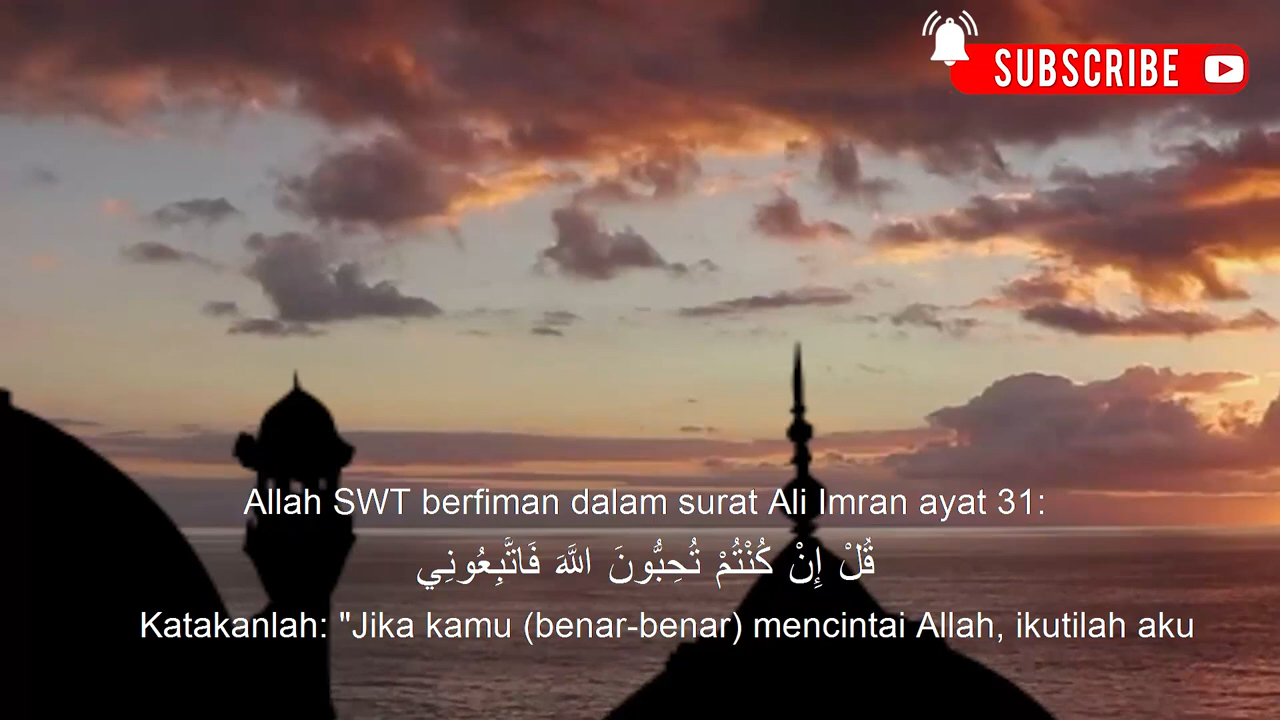 SUBSCRIBE
Allah SWT berfiman dalam surat Ali Imran ayat 31:
قُلْ إِنْ كُنْتُمْ تُحِبُّونَ اللَّهَ فَاتَّبِعُونِي
Katakanlah: "Jika kamu (benar-benar) mencintai Allah, ikutilah aku